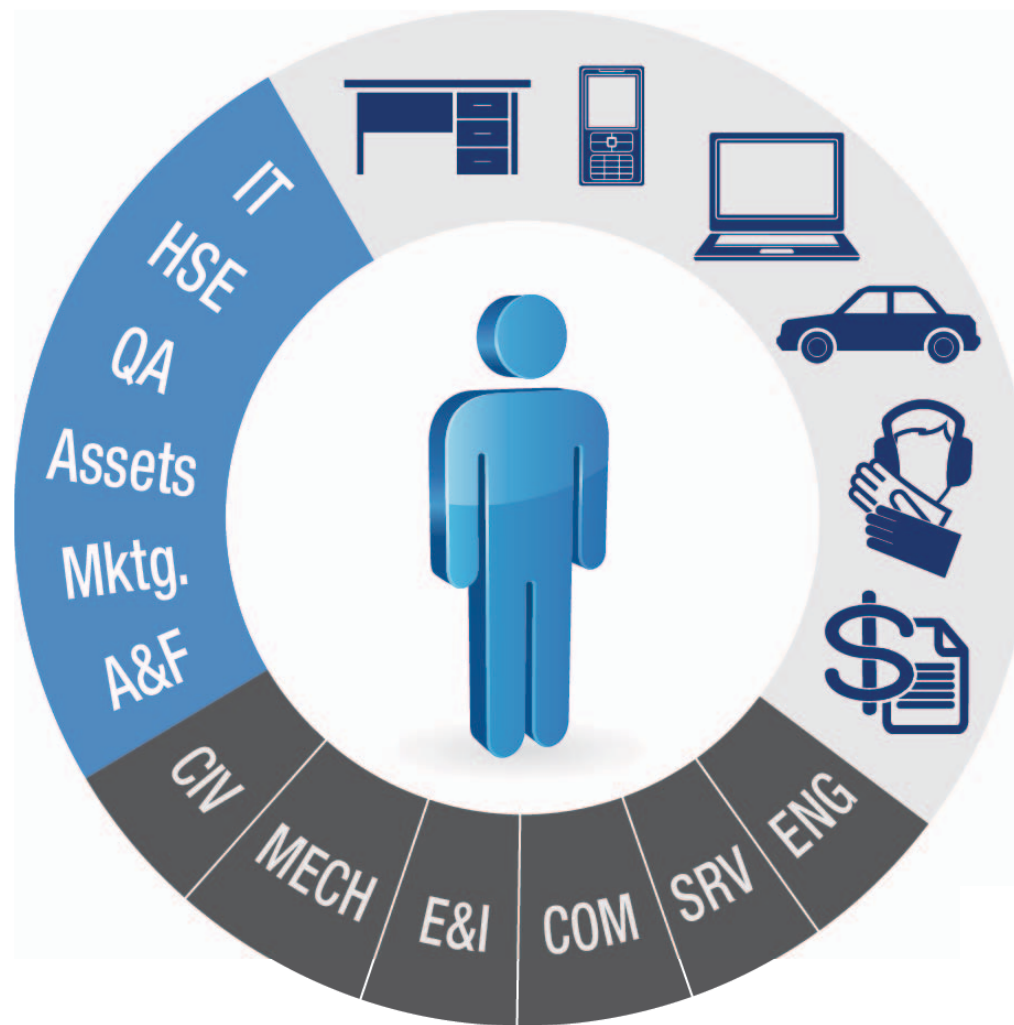 IT
HSE
QA
Assets
Mktg.
A&F
CIV
MECH
E&I
COM
SRV
ENG
$